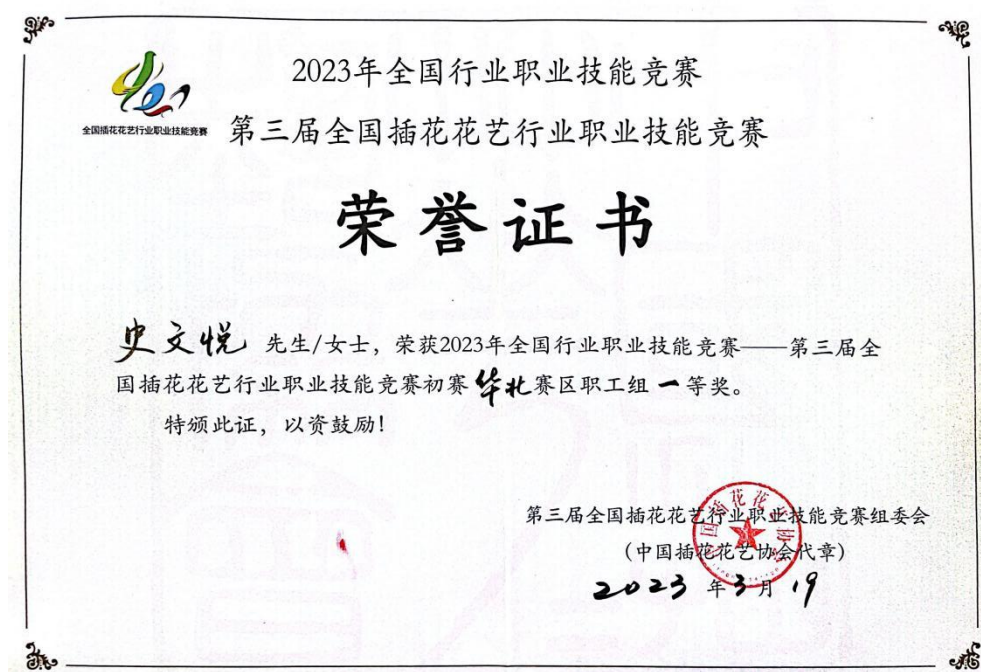 2023年全国行业职业技能竞赛
全国插花花艺行业职业技能竞赛
第三届全国插花花艺行业职业技能竞赛
荣誉证书
史文悦 先生/女士，荣获2023年全国行业职业技能竞赛——第三届全
国插花花艺行业职业技能竞赛初赛华北赛区职工组一等奖。
特颁此证，以资鼓励！
第三届全国插花花艺行业职业技能竞赛组委会
（中国插花花艺协会代章）
2023年3月19